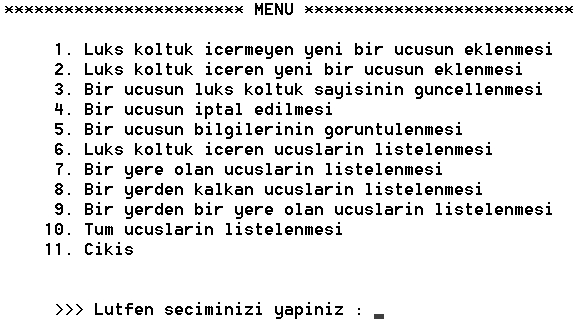 ************************ MENU ***************************
1. Luks koltuk icermeyen yeni bir ucusun eklenmesi
2. Luks koltuk iceren yeni bir ucusun eklenmesi
3. Bir ucusun luks koltuk sayisinin guncellenmesi
4. Bir ucusun iptal edilmesi
5. Bir ucusun bilgilerinin goruntulenmesi
6. Luks koltuk iceren ucuslarin listelenmesi
7. Bir yere olan ucuslarin listelenmesi
8. Bir yerden kalkan ucuslarin listelenmesi
9. Bir yerden bir yere olan ucuslarin listelenmesi
10. Tum ucuslarin listelenmesi
11. Cikis
>>> Lutfen seciminizi yapiniz : _